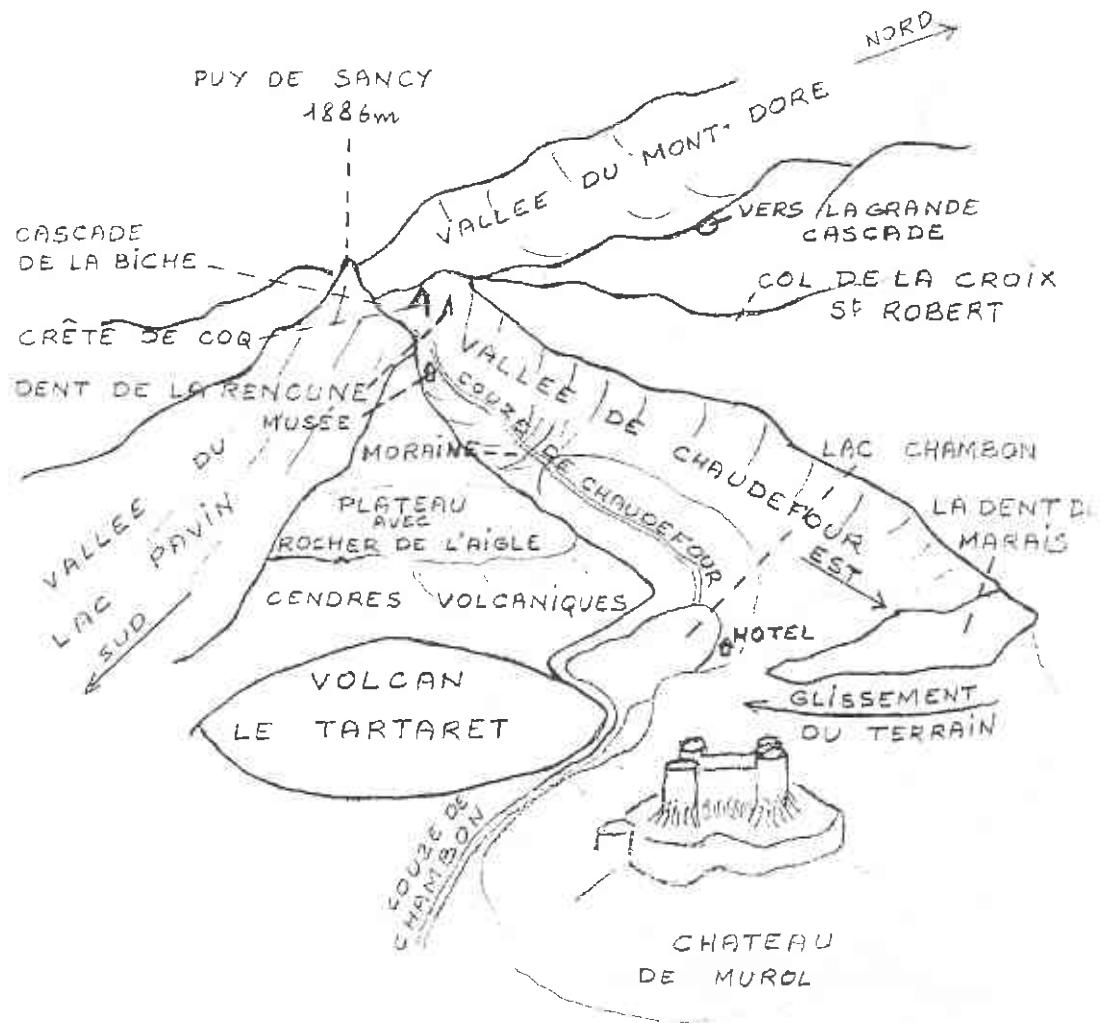 NORD
PUY DE SANCY
1886m
VALLEE DU MONT-DORE
VERS LA GRANDE
CASCADE
CASCADE
DE LA BICHE
COL DE LA CROIX
St ROBERT
CRÊTE DE COQ
DENT DE LA RENCUNE
MUSÉE
VALLEE DE CHAUDEFOUR
COUZE DE CHAUDEFOUR
MORAINE
LAC CHAMBON
LA DENT DU
MARAIS
EST
PLATEAU
AVEC
ROCHER DE L'AIGLE
VALLEE DU
LAC PAVIN
SUD
CENDRES VOLCANIQUES
HOTEL
VOLCAN
LE TARTARET
GLISSEMENT
DU TERRAIN
COUZE DE
CHAMBON
CHATEAU
DE MUROL